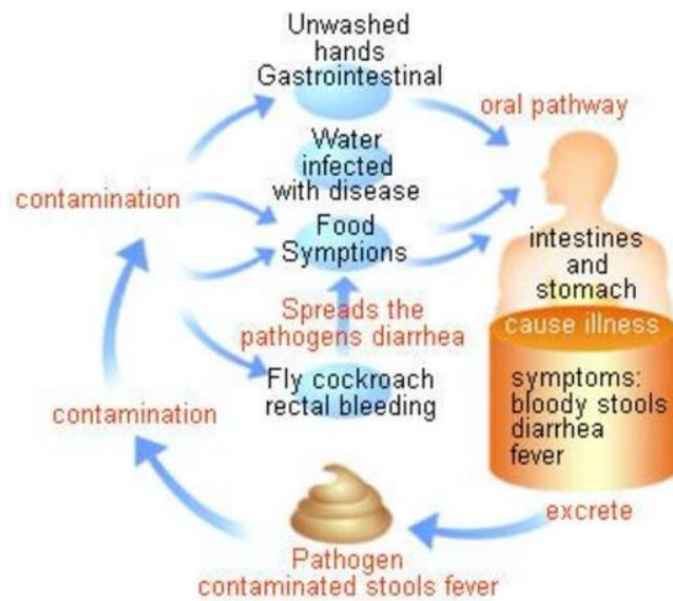 Unwashed
hands
Gastrointestinal
oral pathway
Water
infected
with disease
contamination
Food
Symptoms
intestines
and
stomach
Spreads the
pathogens diarrhea
cause illness
Fly cockroach
rectal bleeding
symptoms:
bloody stools
diarrhea
fever
contamination
excrete
Pathogen
contaminated stools fever